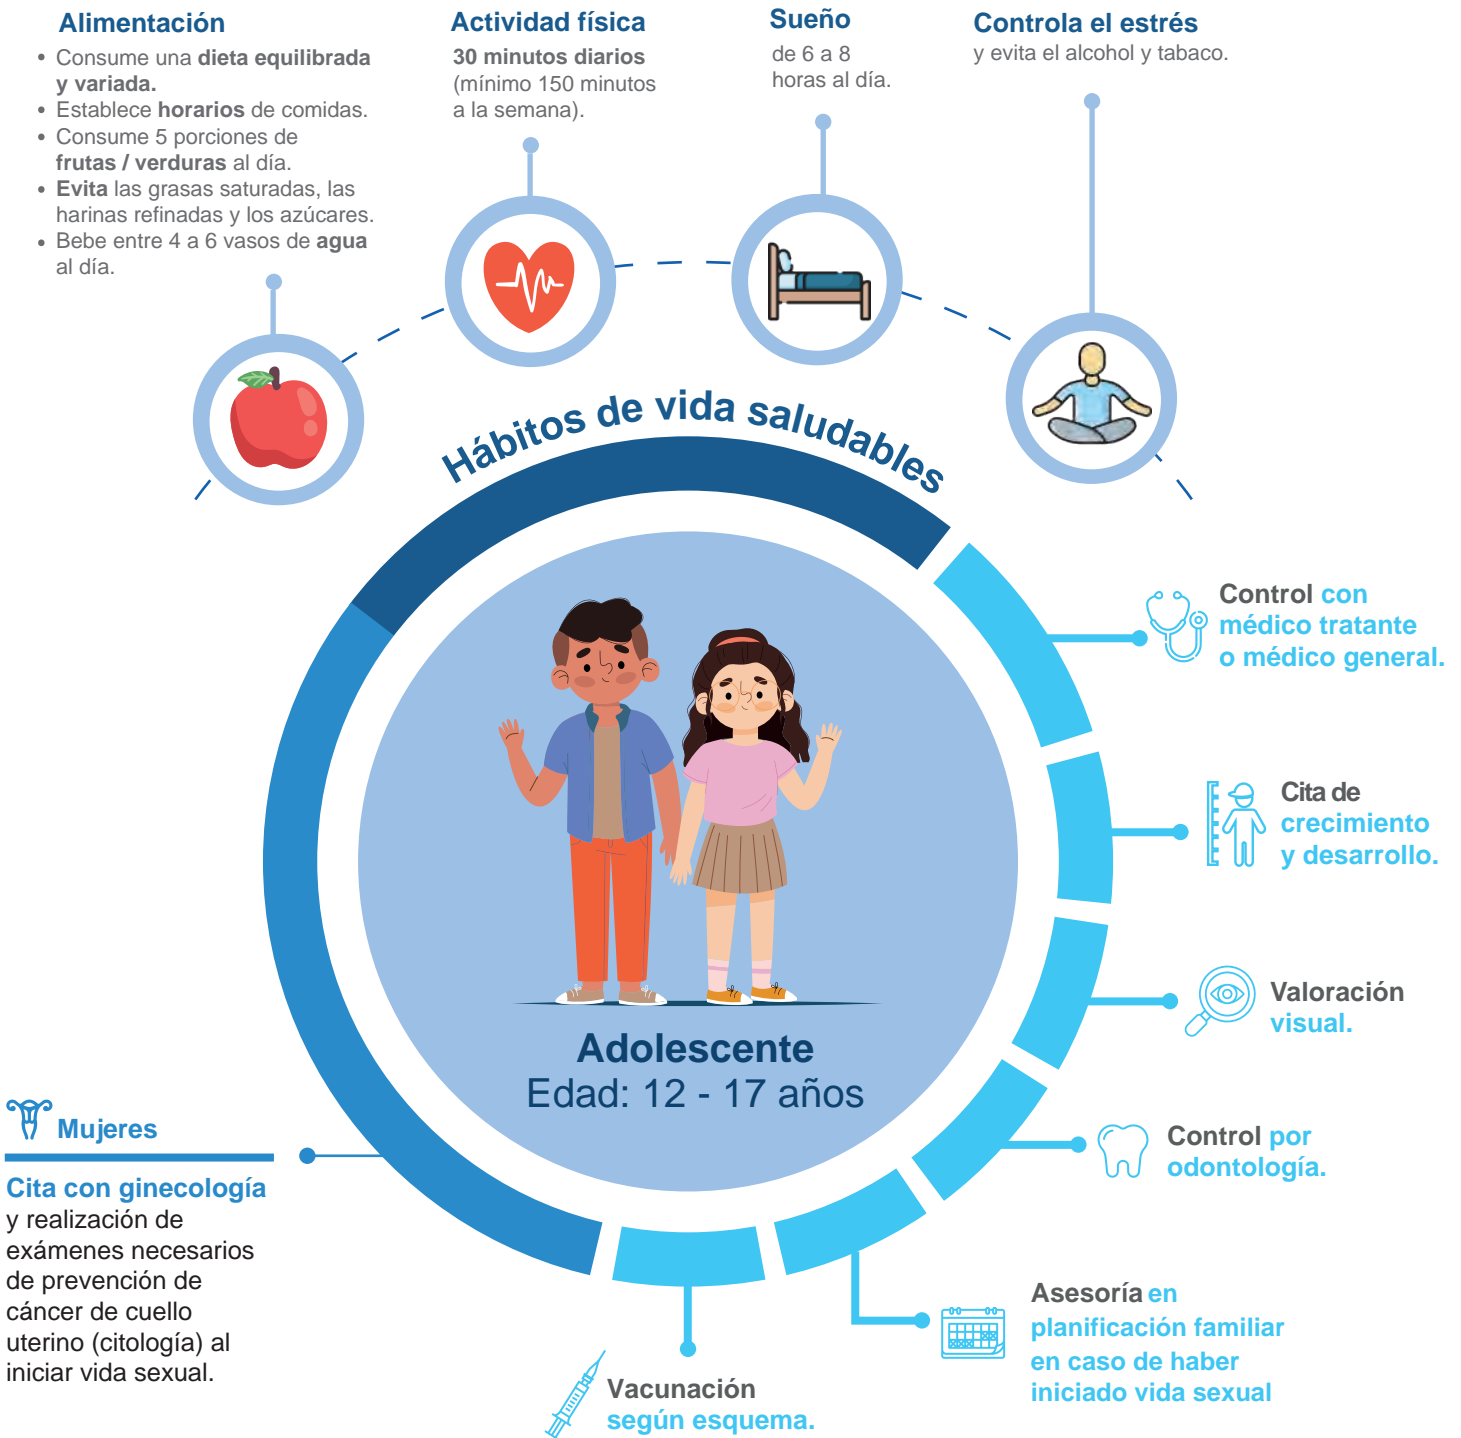 Alimentación
• Consume una dieta equilibrada
y variada.
• Establece horarios de comidas.
• Consume 5 porciones de
frutas / verduras al día.
• Evita las grasas saturadas, las
harinas refinadas y los azúcares.
• Bebe entre 4 a 6 vasos de agua
al día.
Actividad física
30 minutos diarios
(mínimo 150 minutos
a la semana).
Sueño
de 6 a 8
horas al día.
Controla el estrés
y evita el alcohol y tabaco.
Hábitos de vida saludables
Control con
médico tratante
o médico general.
Cita de
crecimiento
y desarrollo.
Valoración
visual.
Control por
odontología.
Asesoría en
planificación familiar
en caso de haber
iniciado vida sexual
Vacunación
según esquema.
Mujeres
Cita con ginecología
y realización de
exámenes necesarios
de prevención de
cáncer de cuello
uterino (citología) al
iniciar vida sexual.
Adolescente
Edad: 12 - 17 años